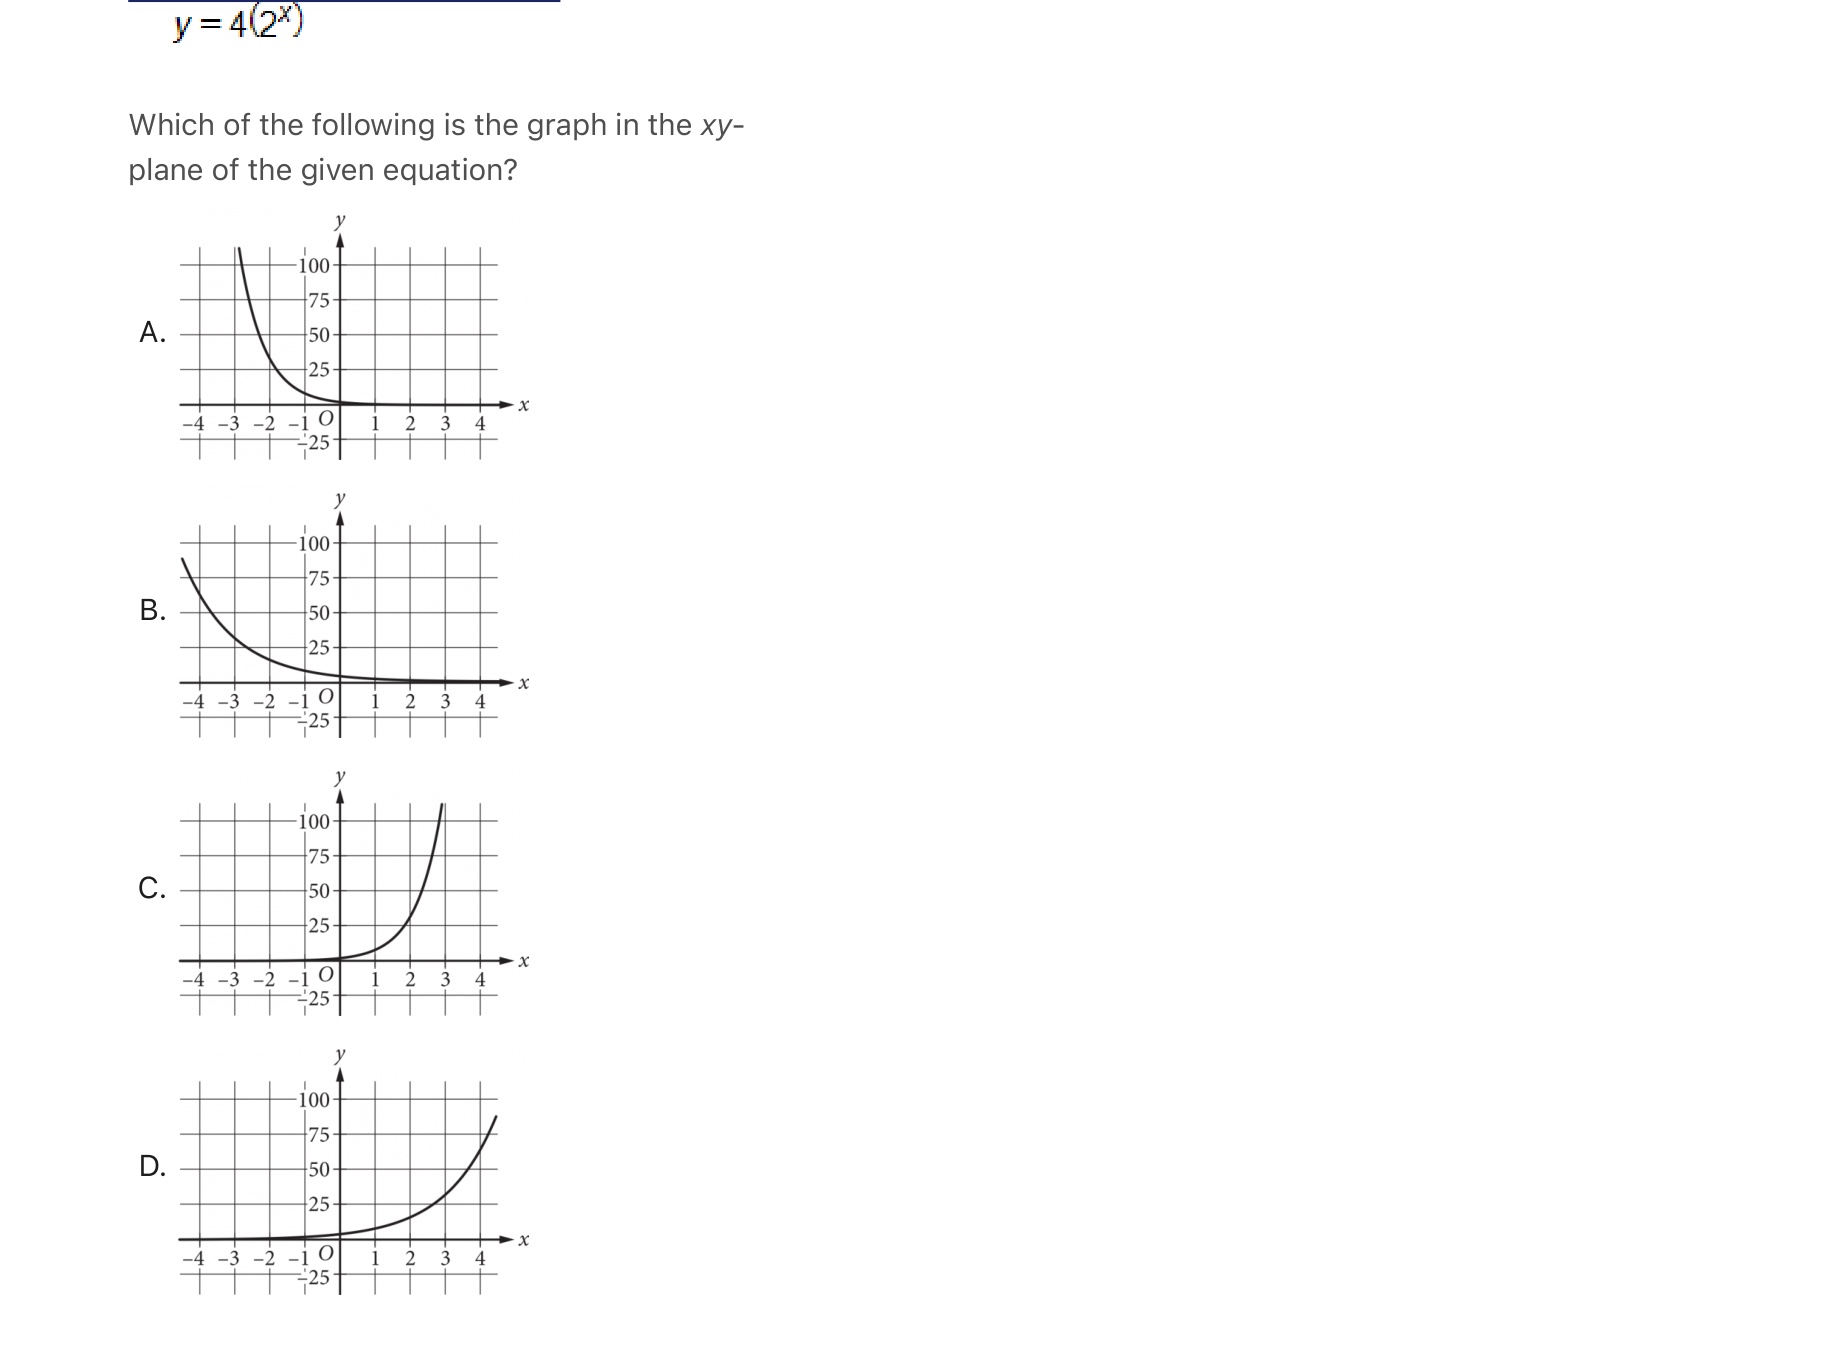 y = 4(2ˣ)
Which of the following is the graph in the xy-
plane of the given equation?
y
100
75
A. 50
25
x
−4 −3 −2 −1 O 1 2 3 4
−25
y
100
75
B. 50
25
x
−4 −3 −2 −1 O 1 2 3 4
−25
y
100
75
C. 50
25
x
−4 −3 −2 −1 O 1 2 3 4
−25
y
100
75
D. 50
25
x
−4 −3 −2 −1 O 1 2 3 4
−25